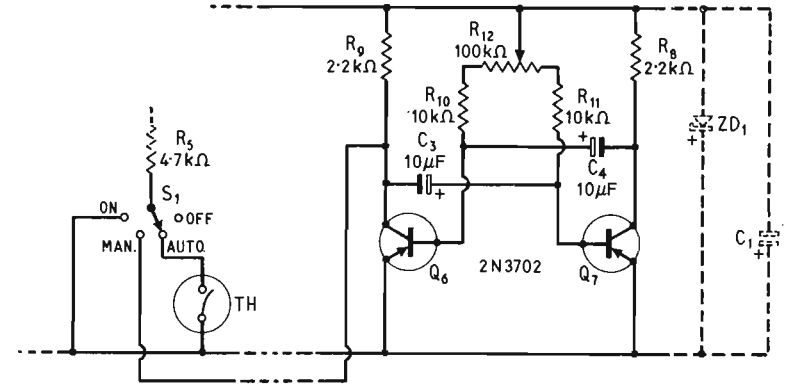 R9
2·2kΩ
R12
100kΩ
R8
2·2kΩ
R10
10kΩ
R11
10kΩ
C3
10μF
+
+
C4
10μF
ZD1
+
R5
4·7kΩ
S1
ON
OFF
MAN.
AUTO.
TH
Q6
2N3702
Q7
C1
+